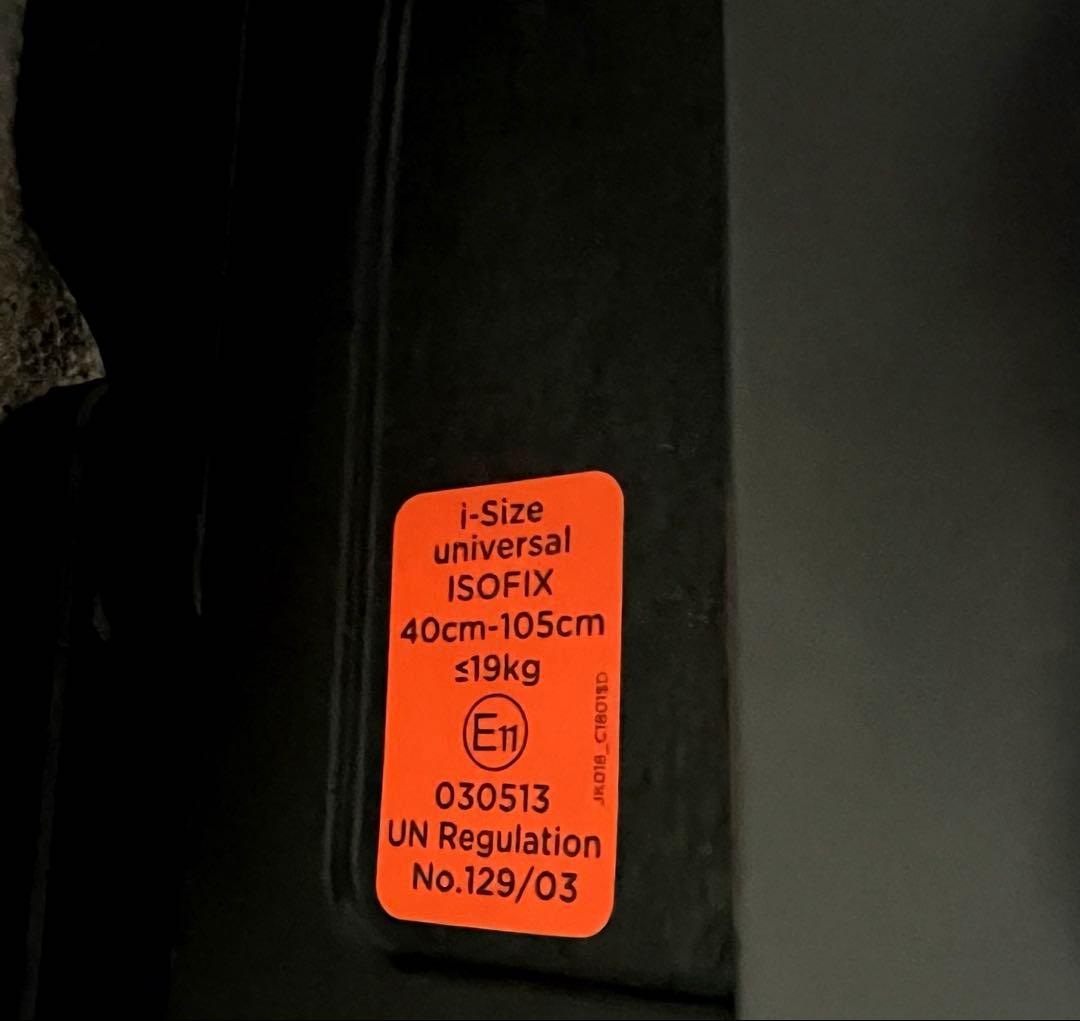 i-Size
universal
ISOFIX
40cm-105cm
≤19kg
E11
030513
UN Regulation
No.129/03